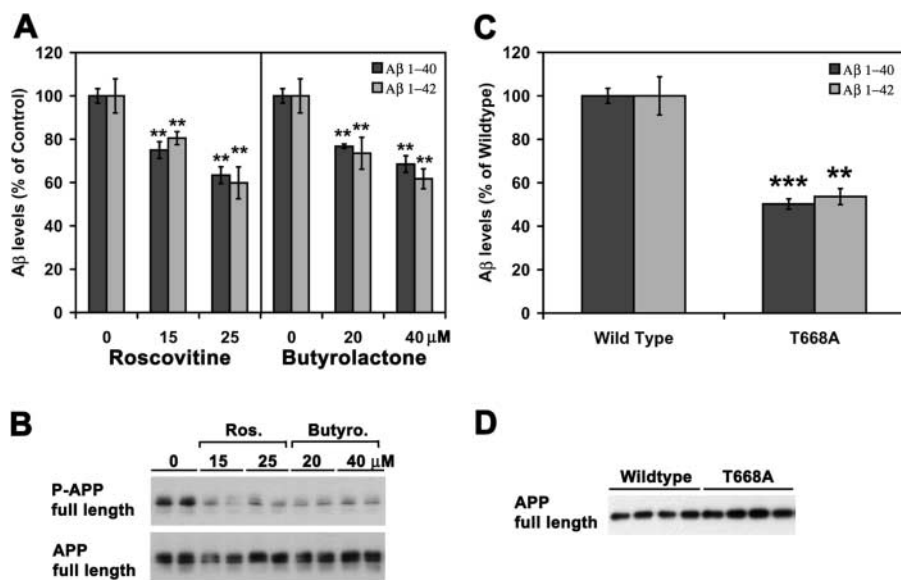 A
Aβ levels (% of Control)
120
100
80
60
40
20
0
Aβ 1–40
Aβ 1–42
** **
** **
** **
** **
0 15 25 0 20 40 μM
Roscovitine Butyrolactone
C
Aβ levels (% of Wildtype)
120
100
80
60
40
20
0
Aβ 1–40
Aβ 1–42
*** **
Wild Type T668A
B
Ros. Butyro.
0 15 25 20 40 μM
P-APP
full length
APP
full length
D
Wildtype T668A
APP
full length